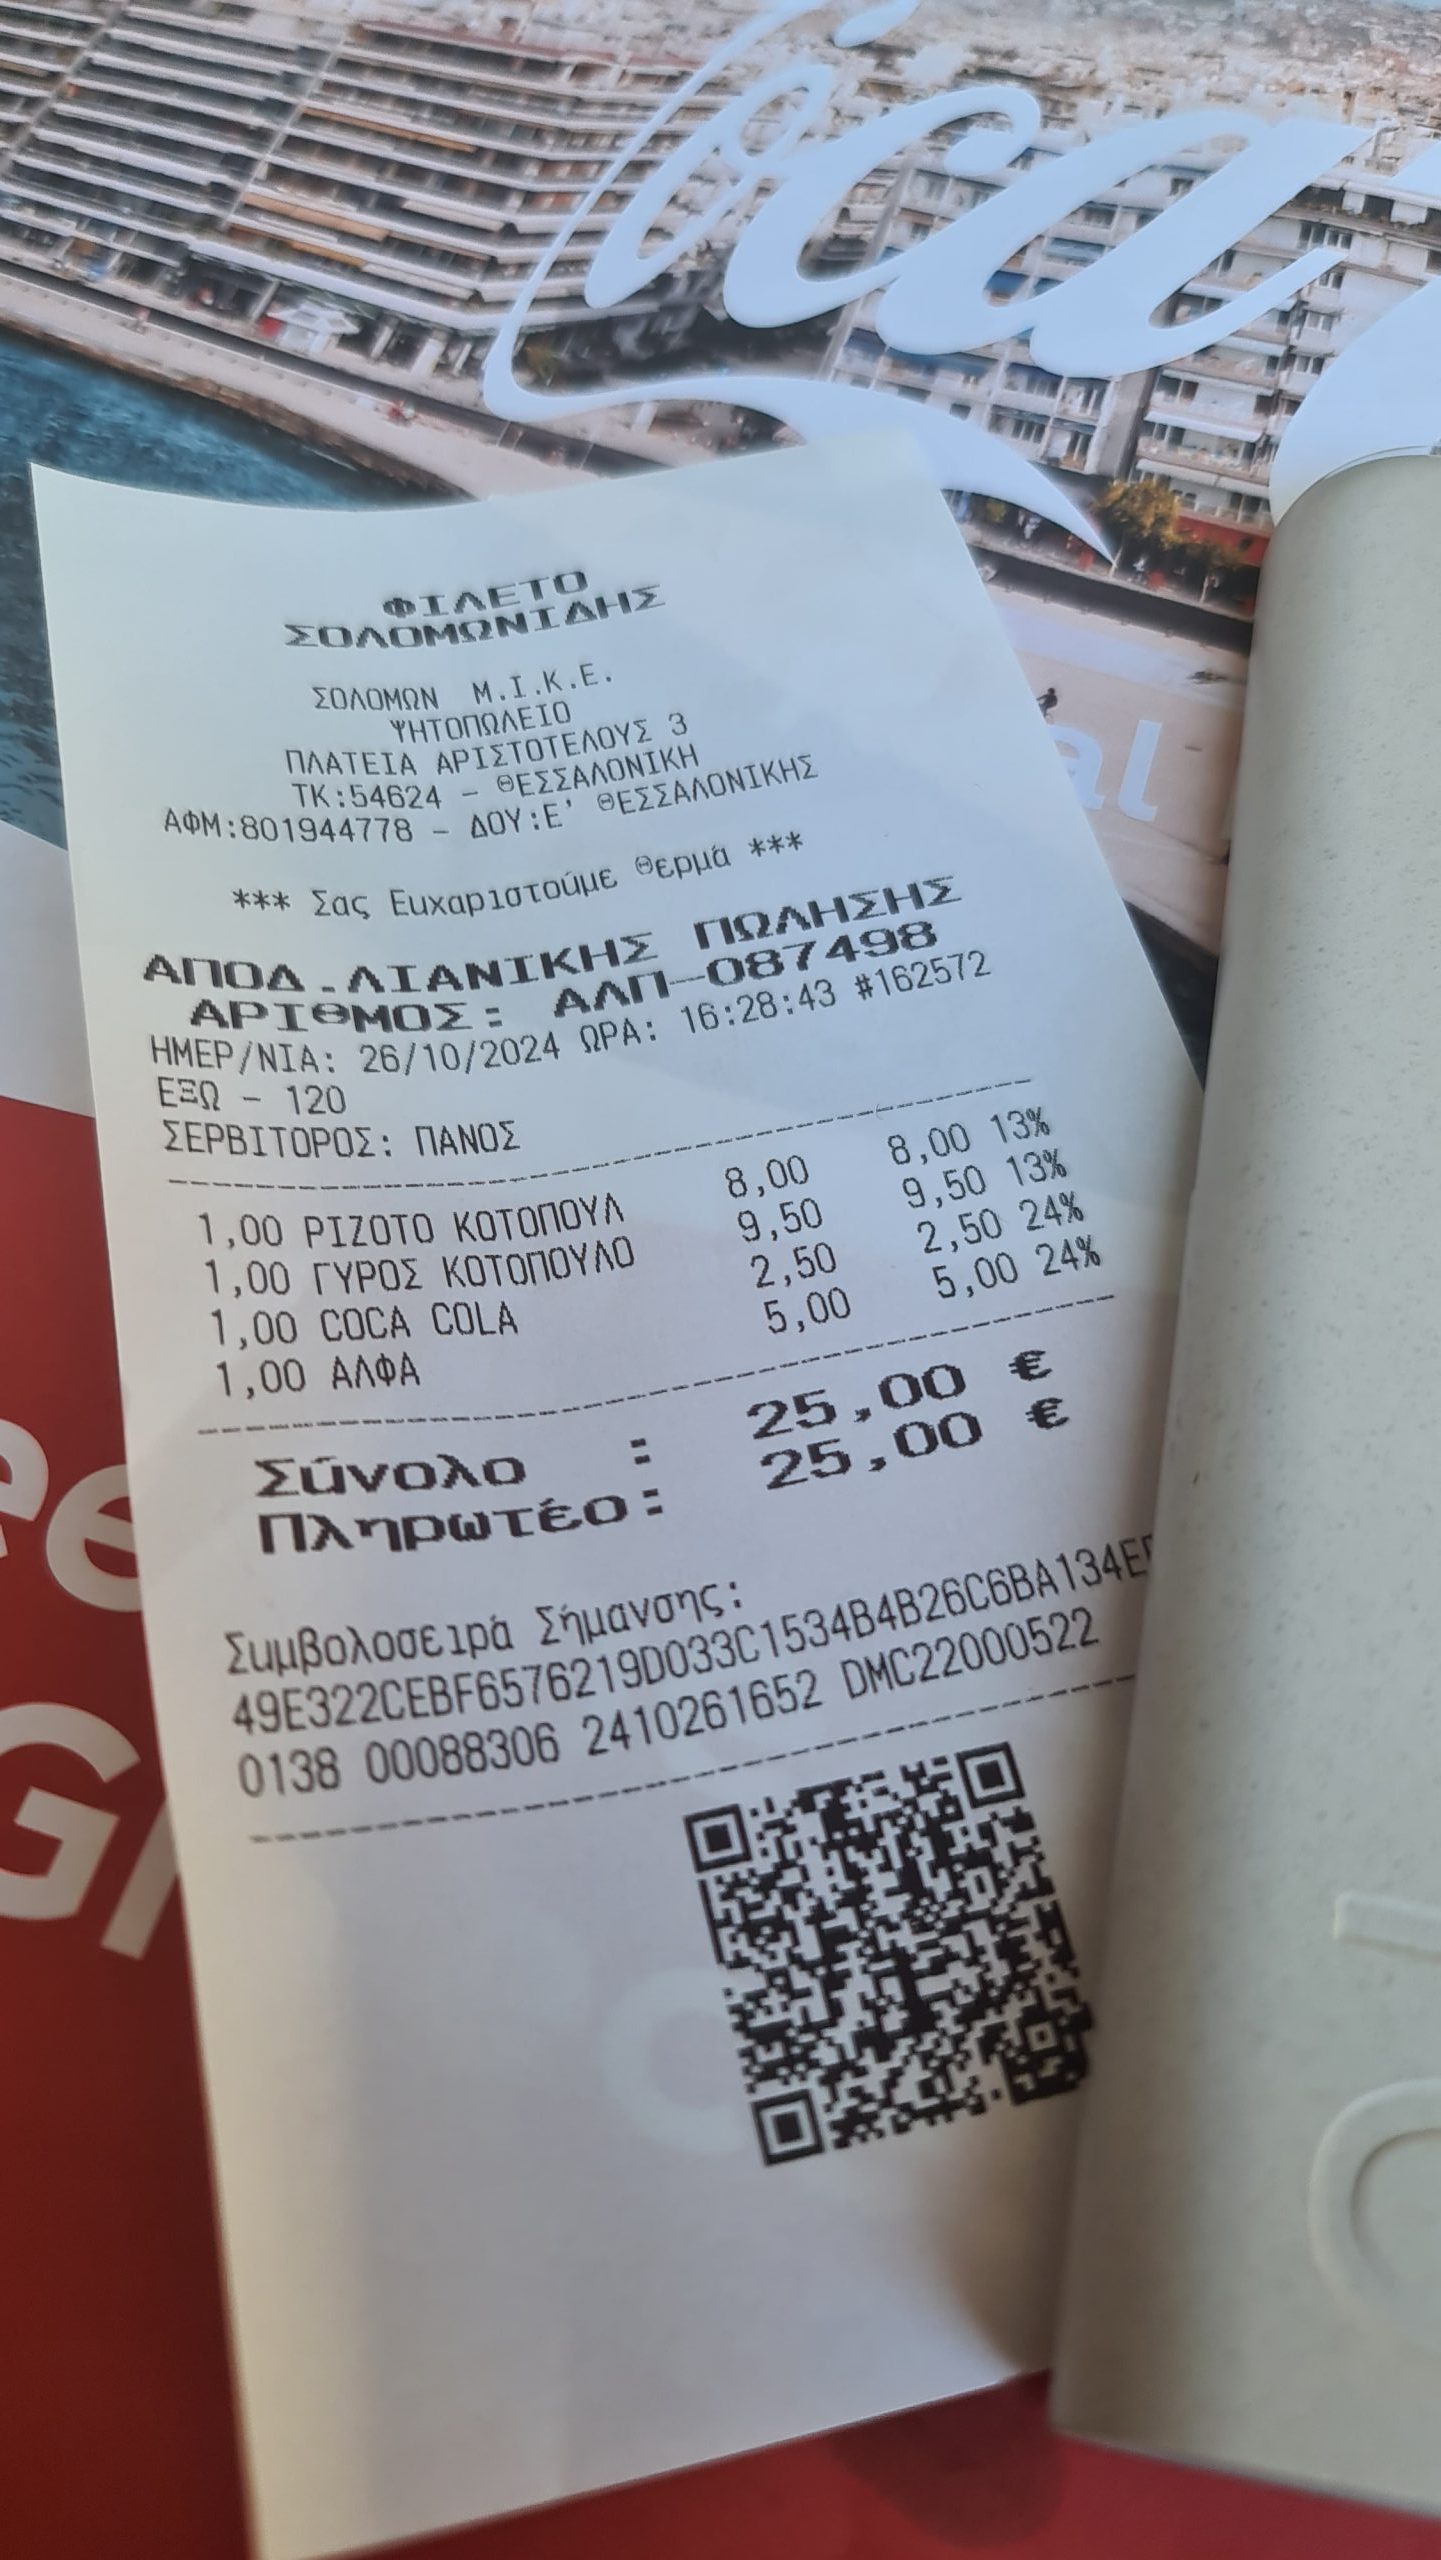 ΦΙΛΕΤΟ
ΣΟΛΟΜΩΝΙΔΗΣ
ΣΟΛΟΜΩΝ Μ.Ι.Κ.Ε.
ΨΗΤΟΠΩΛΕΙΟ
ΠΛΑΤΕΙΑ ΑΡΙΣΤΟΤΕΛΟΥΣ 3
ΤΚ:54624 - ΘΕΣΣΑΛΟΝΙΚΗ
ΑΦΜ:801944778 - ΔΟΥ:Ε' ΘΕΣΣΑΛΟΝΙΚΗΣ
*** Σας Ευχαριστούμε Θερμά ***
ΑΠΟΔ.ΛΙΑΝΙΚΗΣ ΠΩΛΗΣΗΣ
ΑΡΙΘΜΟΣ: ΑΛΠ-087498
ΗΜΕΡ/ΝΙΑ: 26/10/2024 ΩΡΑ: 16:28:43 #162572
ΕΞΩ - 120
ΣΕΡΒΙΤΟΡΟΣ: ΠΑΝΟΣ
1,00 ΡΙΖΟΤΟ ΚΟΤΟΠΟΥΛ 8,00 8,00 13%
1,00 ΓΥΡΟΣ ΚΟΤΟΠΟΥΛΟ 9,50 9,50 13%
1,00 COCA COLA 2,50 2,50 24%
1,00 ΑΛΦΑ 5,00 5,00 24%
Σύνολο : 25,00 €
Πληρωτέο: 25,00 €
Συμβολοσειρά Σήμανσης:
49E322CEBF6576219D033C1534B4B26C6BA134E
0138 00088306 2410261652 DMC22000522